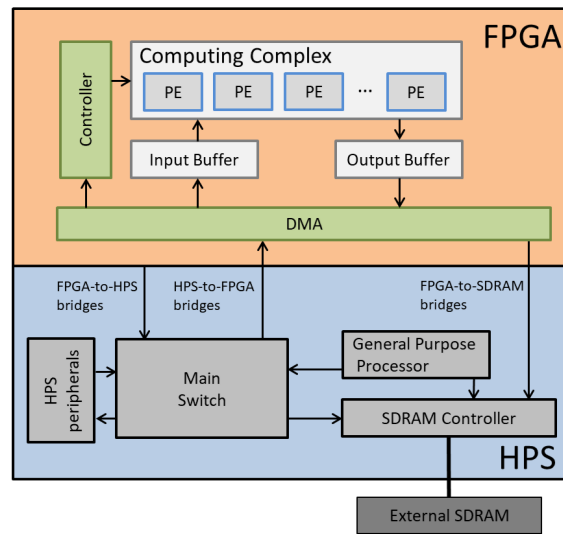 FPGA
Computing Complex
PE PE PE ... PE
Controller
Input Buffer
Output Buffer
DMA
FPGA-to-HPS
bridges
HPS-to-FPGA
bridges
FPGA-to-SDRAM
bridges
HPS
peripherals
Main
Switch
General Purpose
Processor
SDRAM Controller
HPS
External SDRAM